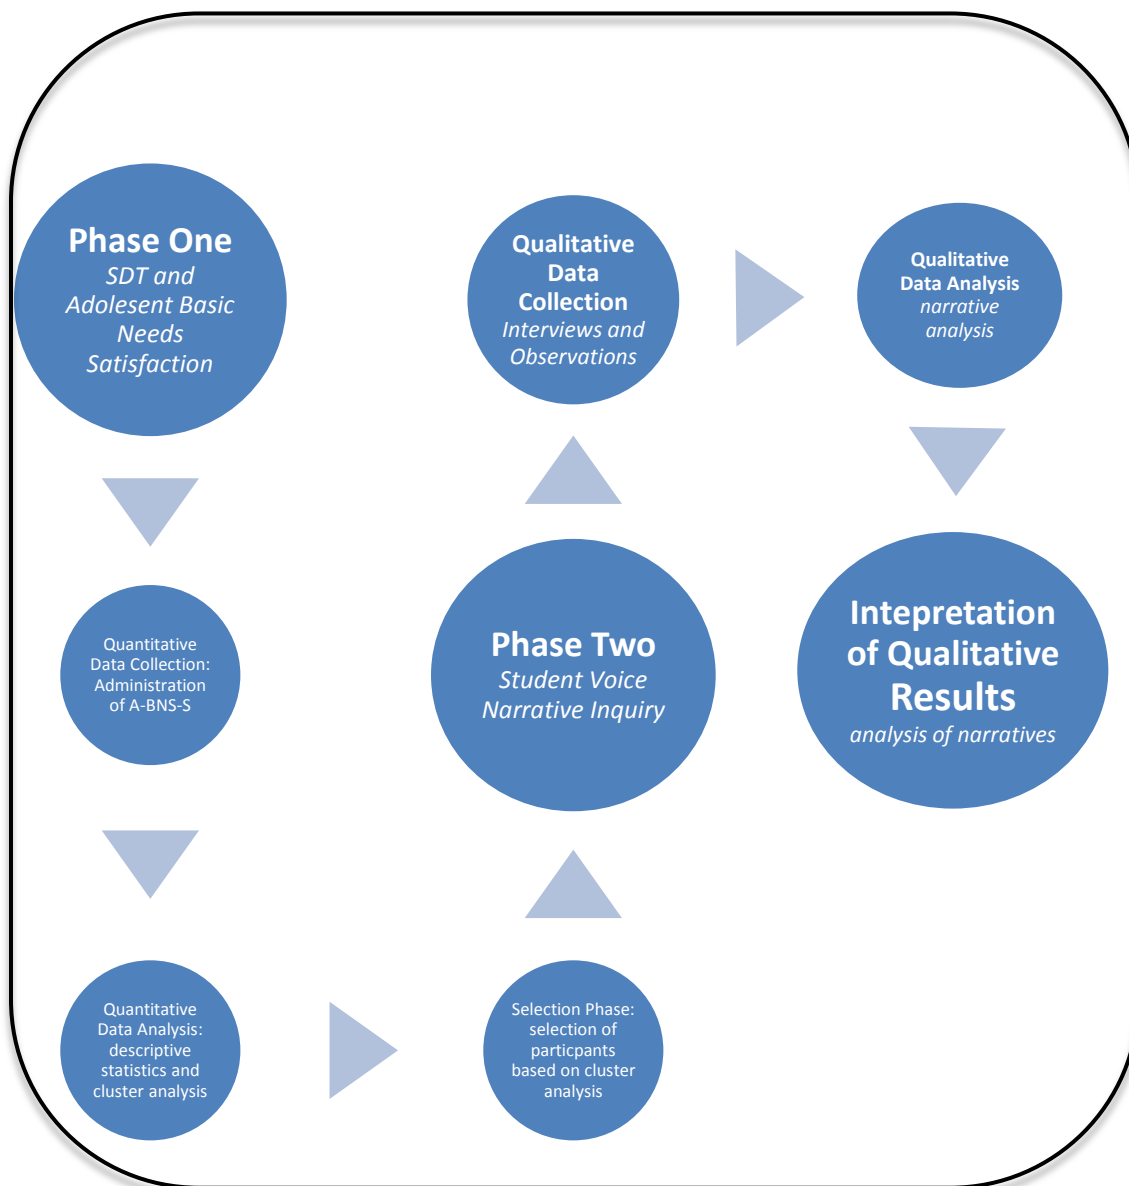 Phase One
SDT and
Adolesent Basic
Needs
Satisfaction
Quantitative
Data Collection:
Administration
of A-BNS-S
Quantitative
Data Analysis:
descriptive
statistics and
cluster analysis
Selection Phase:
selection of
particpants
based on cluster
analysis
Phase Two
Student Voice
Narrative Inquiry
Qualitative
Data
Collection
Interviews and
Observations
Qualitative
Data Analysis
narrative
analysis
Intepretation
of Qualitative
Results
analysis of narratives